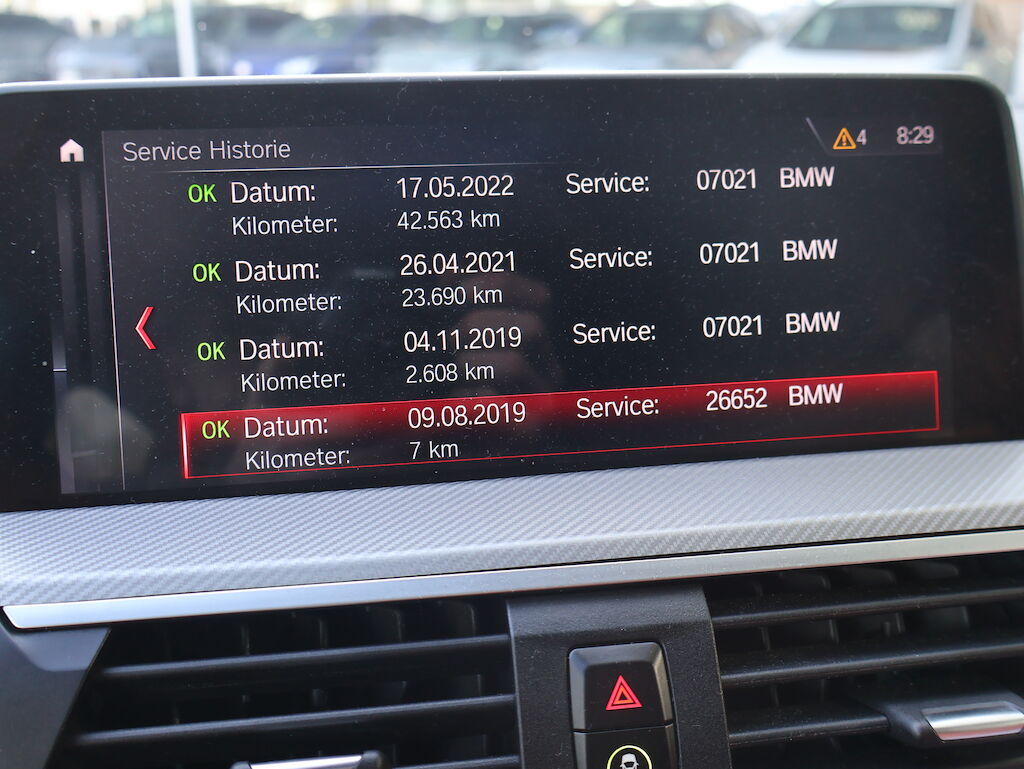 Service Historie
4 8:29
OK Datum: 17.05.2022 Service: 07021 BMW
Kilometer: 42.563 km
OK Datum: 26.04.2021 Service: 07021 BMW
Kilometer: 23.690 km
OK Datum: 04.11.2019 Service: 07021 BMW
Kilometer: 2.608 km
OK Datum: 09.08.2019 Service: 26652 BMW
Kilometer: 7 km